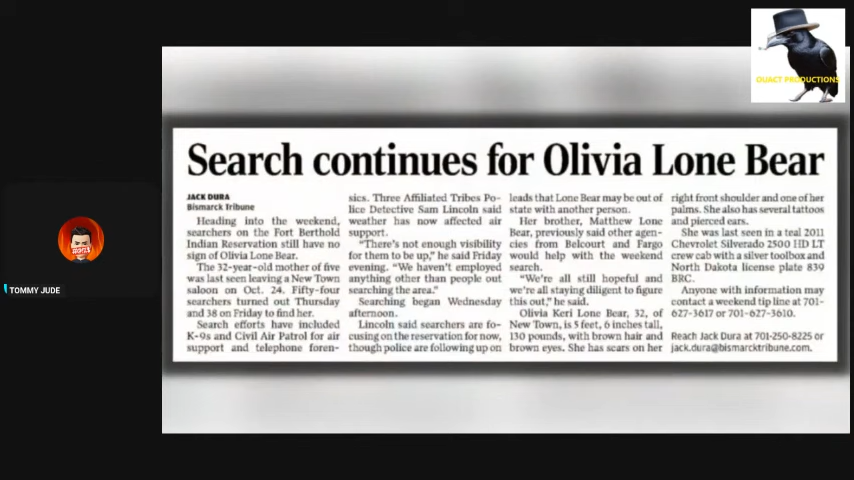 OUACT PRODUCTIONS
Search continues for Olivia Lone Bear
JACK DURA
Bismarck Tribune
Heading into the weekend,
searchers on the Fort Berthold
Indian Reservation still have no
sign of Olivia Lone Bear.
The 32-year-old mother of five
was last seen leaving a New Town
saloon on Oct. 24. Fifty-four
searchers turned out Thursday
and 38 on Friday to find her.
Search efforts have included
K-9s and Civil Air Patrol for air
support and telephone foren-
sics. Three Affiliated Tribes Po-
lice Detective Sam Lincoln said
weather has now affected air
support.
“There's not enough visibility
for them to be up,” he said Friday
evening. “We haven't employed
anything other than people out
searching the area.”
Searching began Wednesday
afternoon.
Lincoln said searchers are fo-
cusing on the reservation for now,
though police are following up on
leads that Lone Bear may be out of
state with another person.
Her brother, Matthew Lone
Bear, previously said other agen-
cies from Belcourt and Fargo
would help with the weekend
search.
“We're all still hopeful and
we're all staying diligent to figure
this out,” he said.
Olivia Keri Lone Bear, 32, of
New Town, is 5 feet, 6 inches tall,
130 pounds, with brown hair and
brown eyes. She has scars on her
right front shoulder and one of her
palms. She also has several tattoos
and pierced ears.
She was last seen in a teal 2011
Chevrolet Silverado 2500 HD LT
crew cab with a silver toolbox and
North Dakota license plate 839
BRC.
Anyone with information may
contact a weekend tip line at 701-
627-3617 or 701-627-3610.
Reach Jack Dura at 701-250-8225 or
jack.dura@bismarcktribune.com.
TOMMY JUDE